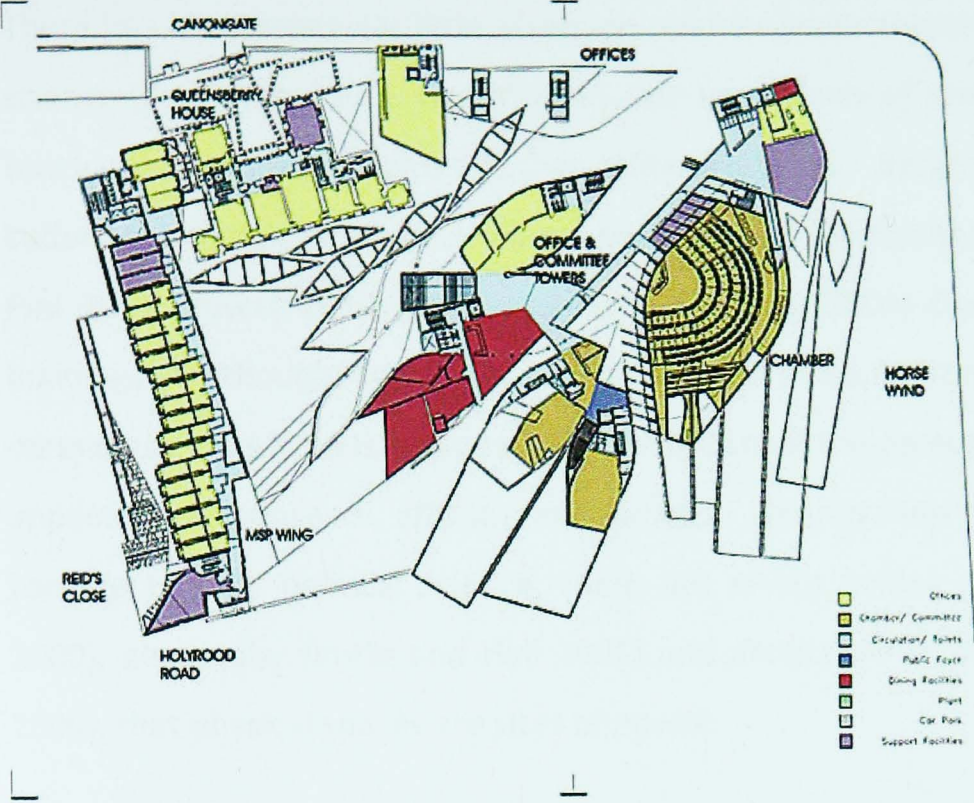 CANONGATE
OFFICES
QUEENSBERRY
HOUSE
OFFICE &
COMMITTEE
TOWERS
CHAMBER
HORSE
WYND
MSP WING
REID'S
CLOSE
HOLYROOD
ROAD
Offices
Chamber/ Committee
Circulation/ Toilets
Public Foyer
Dining Facilities
Plant
Car Park
Support Facilities